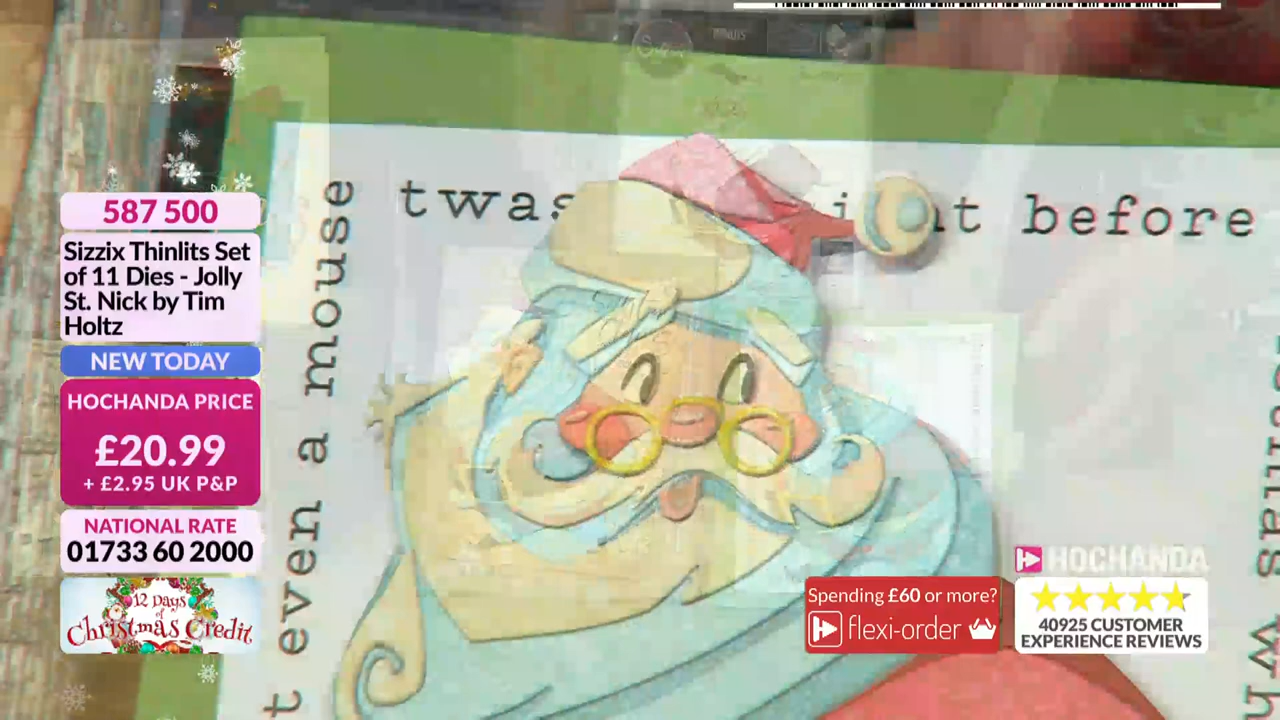 587 500
Sizzix Thinlits Set
of 11 Dies - Jolly
St. Nick by Tim
Holtz
NEW TODAY
HOCHANDA PRICE
£20.99
+ £2.95 UK P&P
NATIONAL RATE
01733 60 2000
12 Days
of
Christmas Credit
t even a mouse
twas
before
HOCHANDA
Spending £60 or more?
flexi-order
40925 CUSTOMER
EXPERIENCE REVIEWS